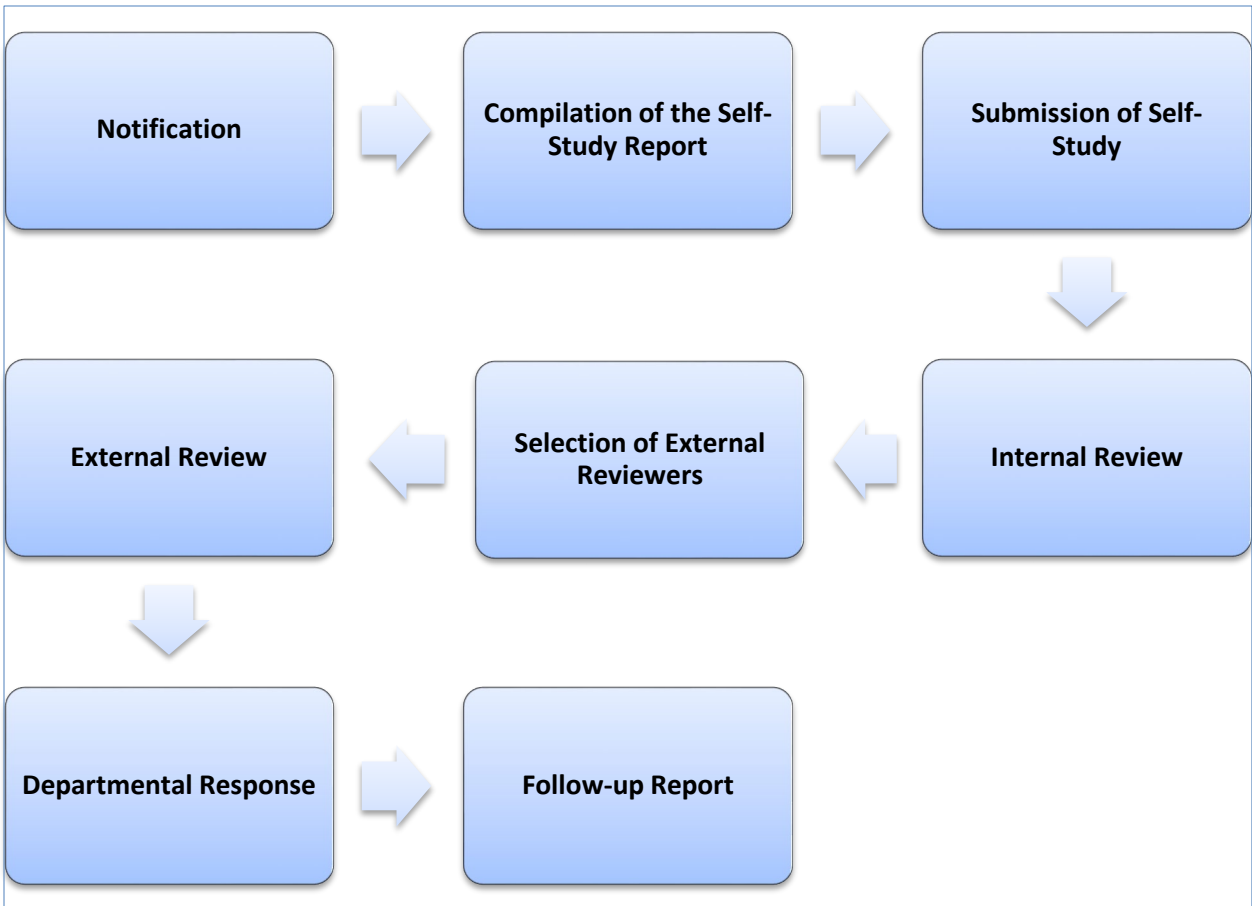 Notification
Compilation of the Self-
Study Report
Submission of Self-
Study
Internal Review
Selection of External
Reviewers
External Review
Departmental Response
Follow-up Report